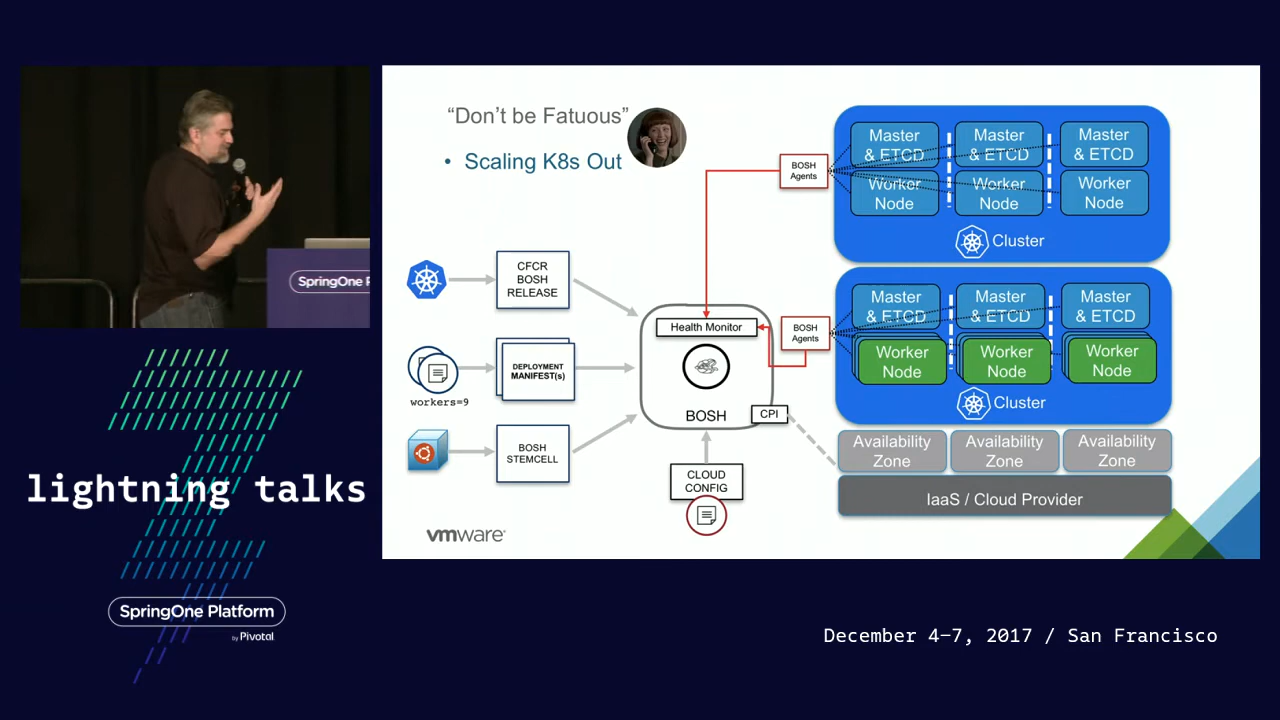 SpringOne P
lightning talks
SpringOne Platform
by Pivotal
“Don’t be Fatuous”
• Scaling K8s Out
CFCR
BOSH
RELEASE
DEPLOYMENT
MANIFEST(s)
workers=9
BOSH
STEMCELL
Health Monitor
BOSH
CPI
CLOUD
CONFIG
BOSH
Agents
BOSH
Agents
Master
& ETCD
Master
& ETCD
Master
& ETCD
Worker
Node
Worker
Node
Worker
Node
Cluster
Master
& ETCD
Master
& ETCD
Master
& ETCD
Worker
Node
Worker
Node
Worker
Node
Cluster
Availability
Zone
Availability
Zone
Availability
Zone
IaaS / Cloud Provider
vmware®
December 4–7, 2017 / San Francisco